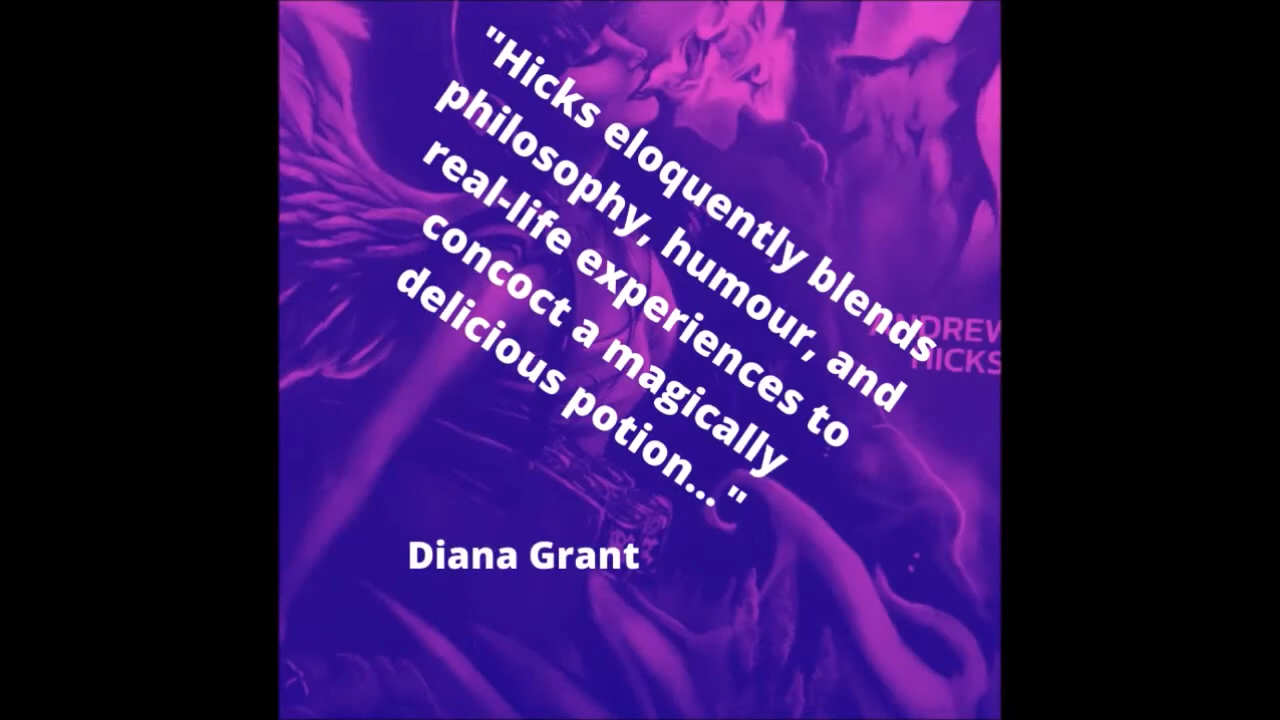 "Hicks eloquently blends
philosophy, humour, and
real-life experiences to
concoct a magically
delicious potion... "
ANDREW
HICKS
Diana Grant